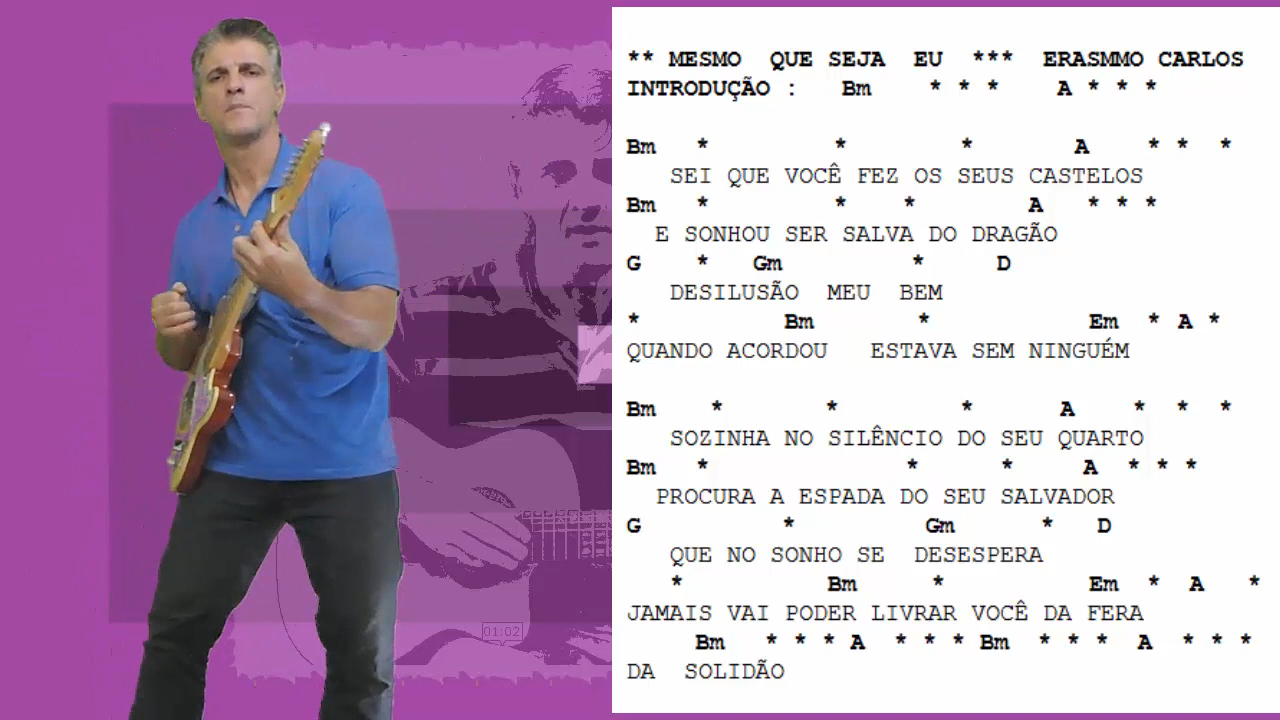 ** MESMO QUE SEJA EU *** ERASMMO CARLOS
INTRODUÇÃO : Bm * * * A * * *
Bm * * * A * * *
SEI QUE VOCÊ FEZ OS SEUS CASTELOS
Bm * * * A * * *
E SONHOU SER SALVA DO DRAGÃO
G * Gm * D
DESILUSÃO MEU BEM
* Bm * Em * A *
QUANDO ACORDOU ESTAVA SEM NINGUÉM
Bm * * * A * * *
SOZINHA NO SILÊNCIO DO SEU QUARTO
Bm * * * A * * *
PROCURA A ESPADA DO SEU SALVADOR
G * Gm * D
QUE NO SONHO SE DESESPERA
* Bm * Em * A *
JAMAIS VAI PODER LIVRAR VOCÊ DA FERA
Bm * * * A * * * Bm * * * A * * *
DA SOLIDÃO
01:02